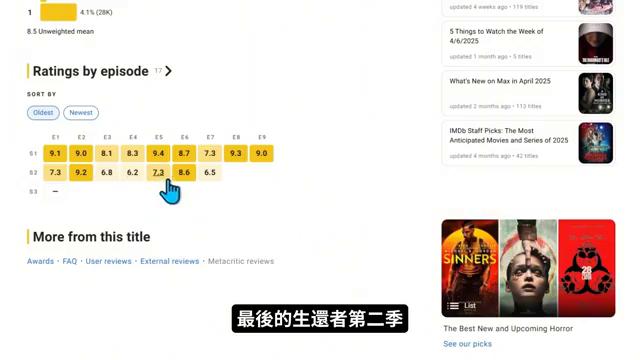 1
4.1% (28K)
8.5 Unweighted mean
Ratings by episode 17
SORT BY
Oldest Newest
E1 E2 E3 E4 E5 E6 E7 E8 E9
S1 9.1 9.0 8.1 8.3 9.4 8.7 7.3 9.3 9.0
S2 7.3 9.2 6.8 6.2 7.3 8.6 6.5
S3 –
More from this title
Awards · FAQ · User reviews · External reviews · Metacritic reviews
updated 4 weeks ago • 119 titles
5 Things to Watch the Week of
4/6/2025
updated 1 month ago • 5 titles
What's New on Max in April 2025
updated 2 months ago • 113 titles
IMDb Staff Picks: The Most
Anticipated Movies and Series of 2025
updated 4 months ago • 42 titles
SINNERS
28
List
The Best New and Upcoming Horror
See our picks
最後的生還者第二季